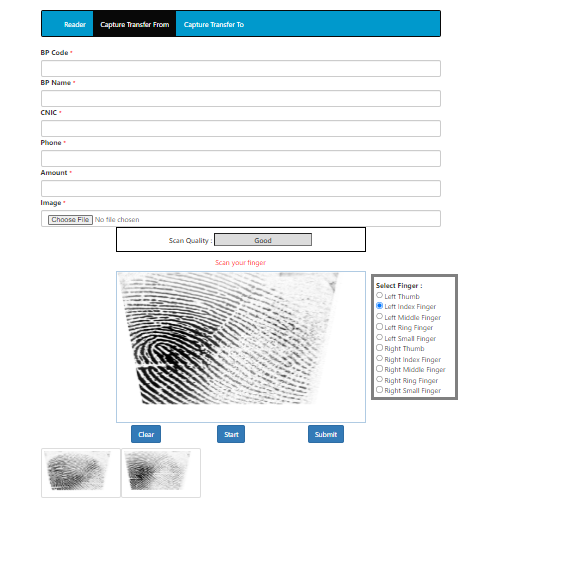 Reader Capture Transfer From Capture Transfer To
BP Code *
BP Name *
CNIC *
Phone *
Amount *
Image *
Choose File No file chosen
Scan Quality : Good
Scan your finger
Select Finger :
Left Thumb
Left Index Finger
Left Middle Finger
Left Ring Finger
Left Small Finger
Right Thumb
Right Index Finger
Right Middle Finger
Right Ring Finger
Right Small Finger
Clear Start Submit